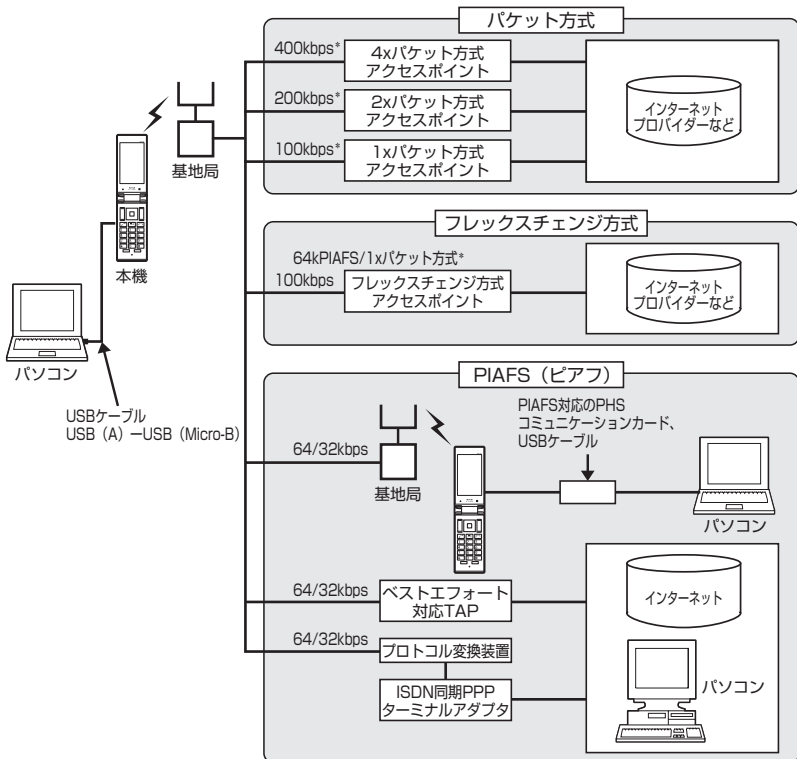 パケット方式
400kbps*
4xパケット方式
アクセスポイント
200kbps*
2xパケット方式
アクセスポイント
100kbps*
1xパケット方式
アクセスポイント
インターネット
プロバイダーなど
基地局
本機
パソコン
USBケーブル
USB（A）ーUSB（Micro-B）
フレックスチェンジ方式
64kPIAFS/1xパケット方式*
100kbps
フレックスチェンジ方式
アクセスポイント
インターネット
プロバイダーなど
PIAFS（ピアフ）
PIAFS対応のPHS
コミュニケーションカード、
USBケーブル
64/32kbps
基地局
パソコン
64/32kbps
ベストエフォート
対応TAP
インターネット
64/32kbps
プロトコル変換装置
ISDN同期PPP
ターミナルアダプタ
パソコン